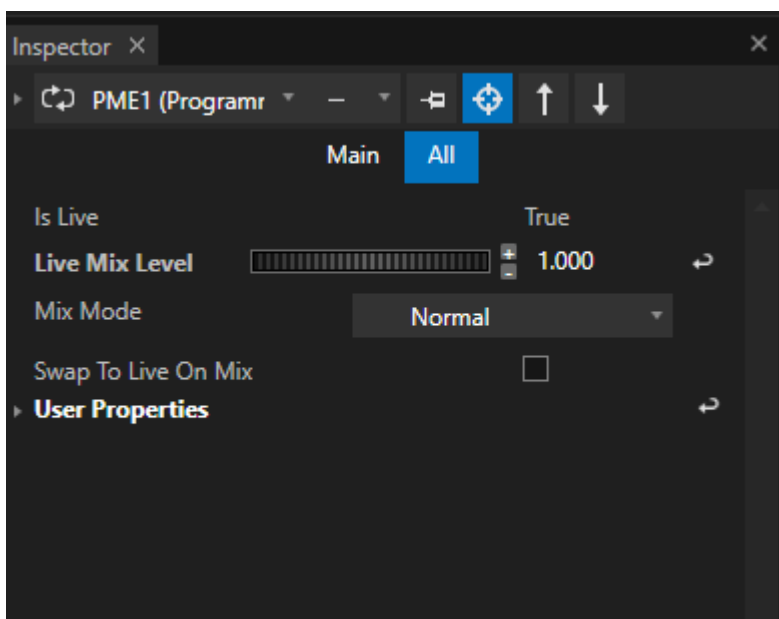 Inspector
PME1 (Programr
Main All
Is Live True
Live Mix Level 1.000
Mix Mode Normal
Swap To Live On Mix
User Properties